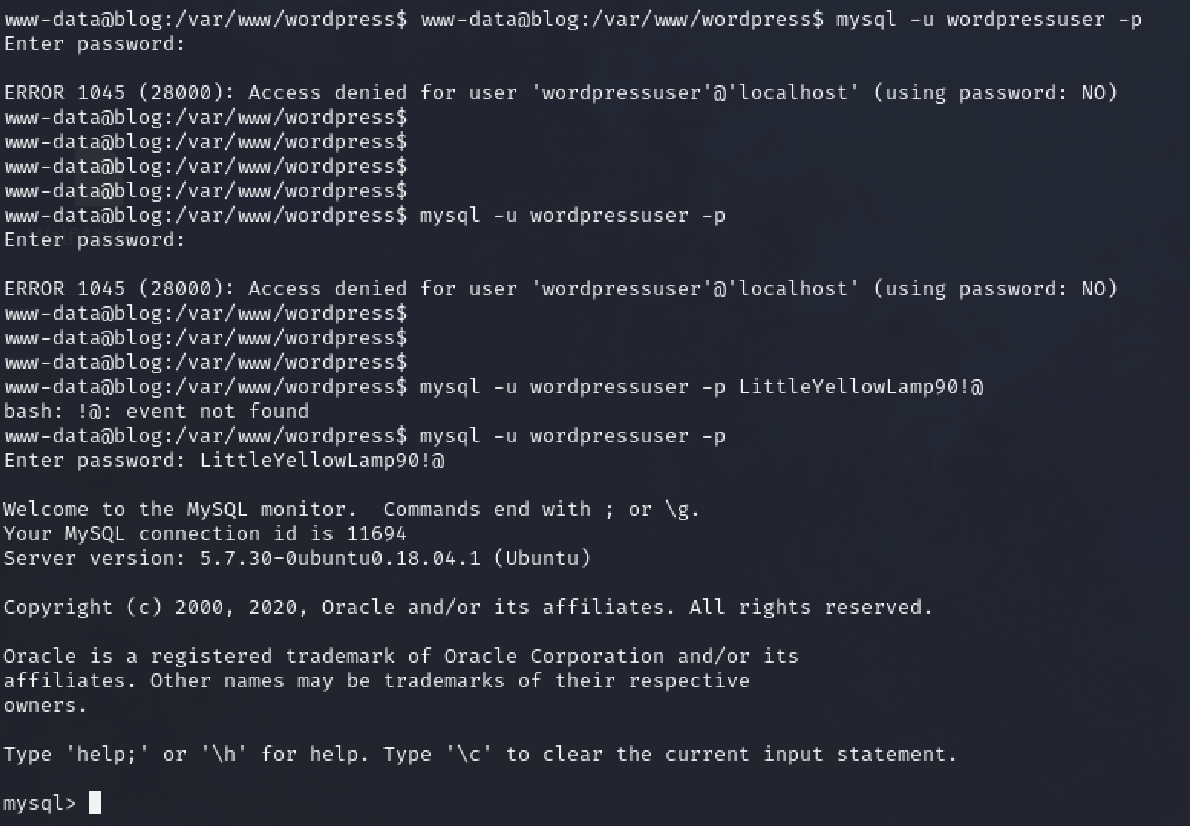 www-data@blog:/var/www/wordpress$ www-data@blog:/var/www/wordpress$ mysql -u wordpressuser -p
Enter password:
ERROR 1045 (28000): Access denied for user 'wordpressuser'@'localhost' (using password: NO)
www-data@blog:/var/www/wordpress$
www-data@blog:/var/www/wordpress$
www-data@blog:/var/www/wordpress$
www-data@blog:/var/www/wordpress$
www-data@blog:/var/www/wordpress$ mysql -u wordpressuser -p
Enter password:
ERROR 1045 (28000): Access denied for user 'wordpressuser'@'localhost' (using password: NO)
www-data@blog:/var/www/wordpress$
www-data@blog:/var/www/wordpress$
www-data@blog:/var/www/wordpress$
www-data@blog:/var/www/wordpress$ mysql -u wordpressuser -p LittleYellowLamp90!@
bash: !@: event not found
www-data@blog:/var/www/wordpress$ mysql -u wordpressuser -p
Enter password: LittleYellowLamp90!@
Welcome to the MySQL monitor.  Commands end with ; or \g.
Your MySQL connection id is 11694
Server version: 5.7.30-0ubuntu0.18.04.1 (Ubuntu)
Copyright (c) 2000, 2020, Oracle and/or its affiliates. All rights reserved.
Oracle is a registered trademark of Oracle Corporation and/or its
affiliates. Other names may be trademarks of their respective
owners.
Type 'help;' or '\h' for help. Type '\c' to clear the current input statement.
mysql>